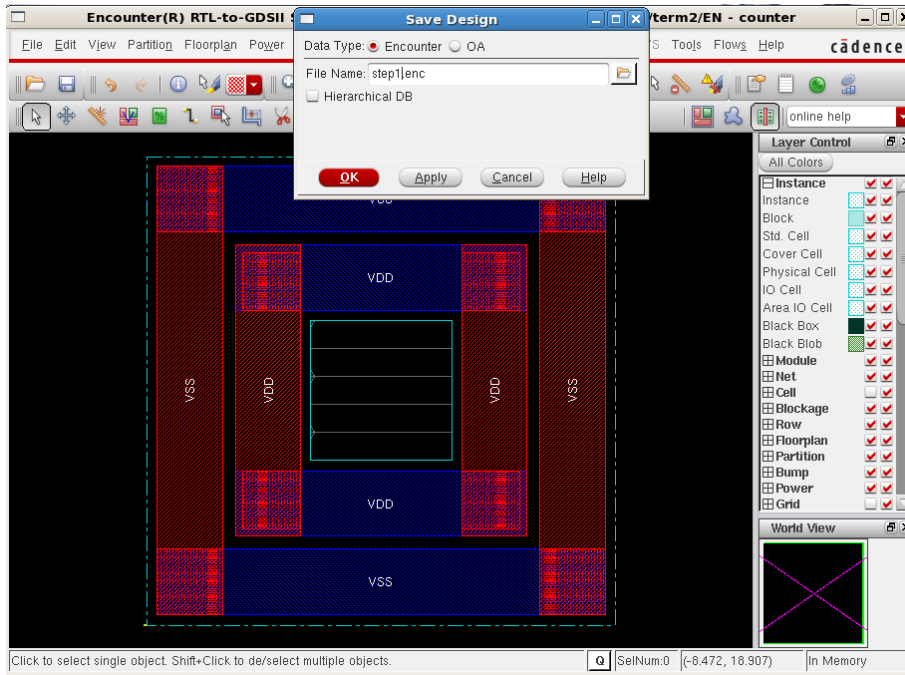 Encounter(R) RTL-to-GDSII
/term2/EN - counter
Save Design
File Edit View Partition Floorplan Power
Tools Flows Help
cādence
Data Type: Encounter OA
File Name: step1.enc
Hierarchical DB
OK Apply Cancel Help
online help
Layer Control
All Colors
Instance
Instance
Block
Std. Cell
Cover Cell
Physical Cell
IO Cell
Area IO Cell
Black Box
Black Blob
Module
Net
Cell
Blockage
Row
Floorplan
Partition
Bump
Power
Grid
World View
VSS
VDD
VSS
VDD
VDD
VSS
VDD
VSS
Click to select single object. Shift+Click to de/select multiple objects.
Q SelNum:0 (-8.472, 18.907) In Memory